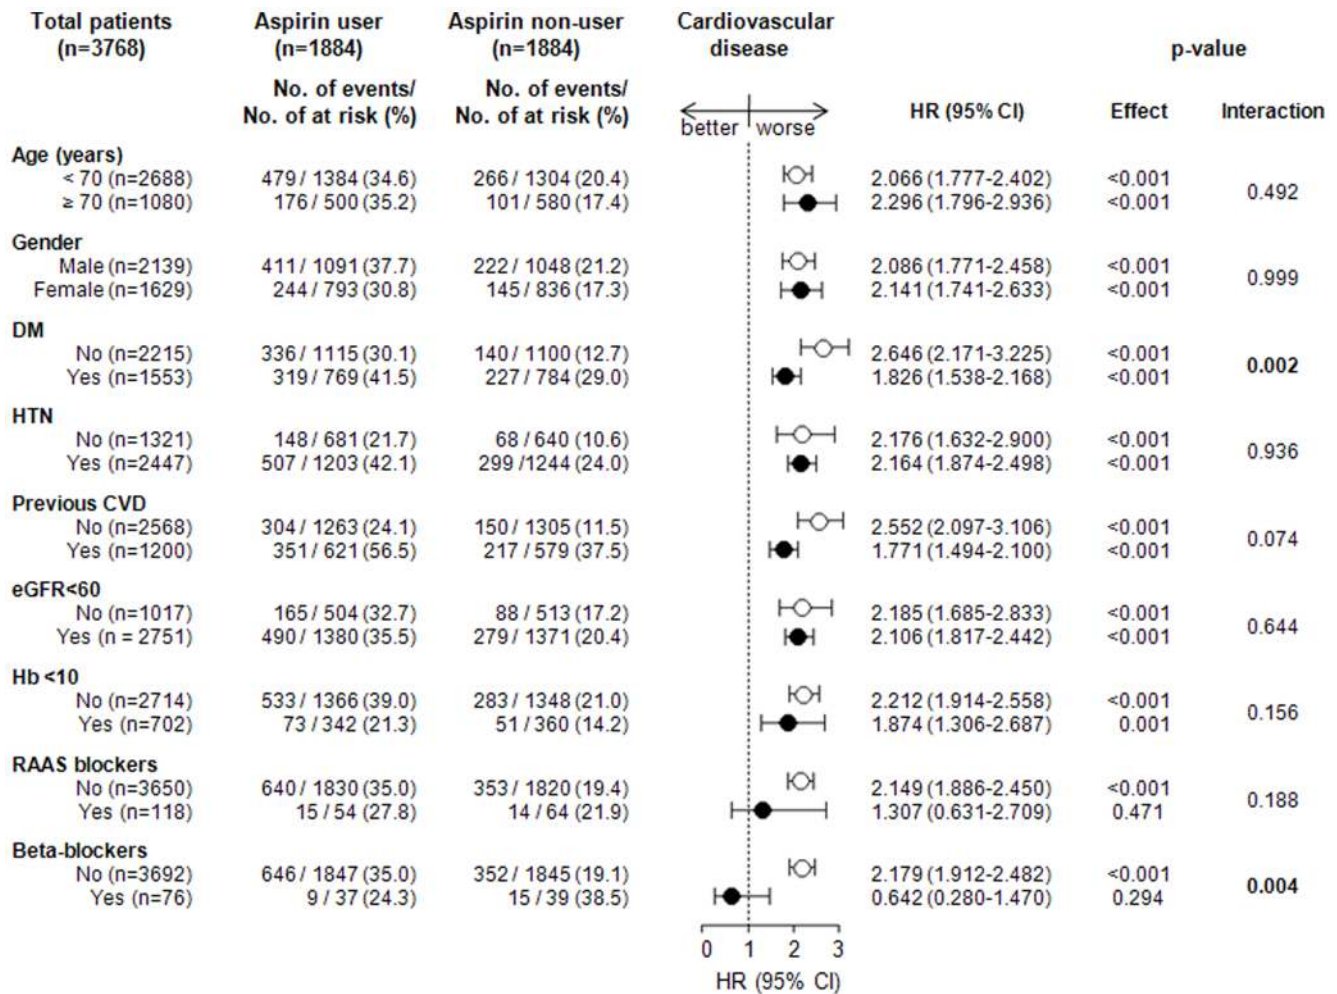 Total patients Aspirin user Aspirin non-user Cardiovascular
(n=3768) (n=1884) (n=1884) disease p-value
No. of events/ No. of events/
No. of at risk (%) No. of at risk (%) better worse HR (95% CI) Effect Interaction
Age (years)
< 70 (n=2688) 479 / 1384 (34.6) 266 / 1304 (20.4) 2.066 (1.777-2.402) <0.001
≥ 70 (n=1080) 176 / 500 (35.2) 101 / 580 (17.4) 2.296 (1.796-2.936) <0.001 0.492
Gender
Male (n=2139) 411 / 1091 (37.7) 222 / 1048 (21.2) 2.086 (1.771-2.458) <0.001
Female (n=1629) 244 / 793 (30.8) 145 / 836 (17.3) 2.141 (1.741-2.633) <0.001 0.999
DM
No (n=2215) 336 / 1115 (30.1) 140 / 1100 (12.7) 2.646 (2.171-3.225) <0.001
Yes (n=1553) 319 / 769 (41.5) 227 / 784 (29.0) 1.826 (1.538-2.168) <0.001 0.002
HTN
No (n=1321) 148 / 681 (21.7) 68 / 640 (10.6) 2.176 (1.632-2.900) <0.001
Yes (n=2447) 507 / 1203 (42.1) 299 /1244 (24.0) 2.164 (1.874-2.498) <0.001 0.936
Previous CVD
No (n=2568) 304 / 1263 (24.1) 150 / 1305 (11.5) 2.552 (2.097-3.106) <0.001
Yes (n=1200) 351 / 621 (56.5) 217 / 579 (37.5) 1.771 (1.494-2.100) <0.001 0.074
eGFR<60
No (n=1017) 165 / 504 (32.7) 88 / 513 (17.2) 2.185 (1.685-2.833) <0.001
Yes (n = 2751) 490 / 1380 (35.5) 279 / 1371 (20.4) 2.106 (1.817-2.442) <0.001 0.644
Hb <10
No (n=2714) 533 / 1366 (39.0) 283 / 1348 (21.0) 2.212 (1.914-2.558) <0.001
Yes (n=702) 73 / 342 (21.3) 51 / 360 (14.2) 1.874 (1.306-2.687) 0.001 0.156
RAAS blockers
No (n=3650) 640 / 1830 (35.0) 353 / 1820 (19.4) 2.149 (1.886-2.450) <0.001
Yes (n=118) 15 / 54 (27.8) 14 / 64 (21.9) 1.307 (0.631-2.709) 0.471 0.188
Beta-blockers
No (n=3692) 646 / 1847 (35.0) 352 / 1845 (19.1) 2.179 (1.912-2.482) <0.001
Yes (n=76) 9 / 37 (24.3) 15 / 39 (38.5) 0.642 (0.280-1.470) 0.294 0.004
0 1 2 3
HR (95% CI)